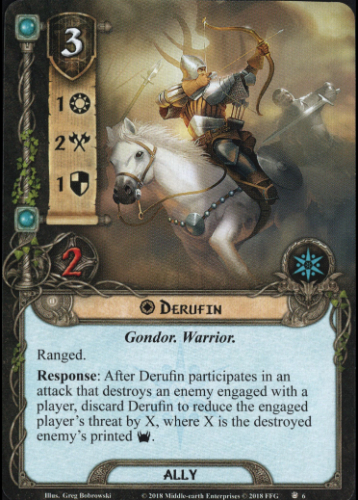 3
1
2
1
2
DERUFIN
Gondor. Warrior.
Ranged.
Response: After Derufin participates in an
attack that destroys an enemy engaged with a
player, discard Derufin to reduce the engaged
player's threat by X, where X is the destroyed
enemy's printed .
ALLY
Illus. Greg Bobrowski © 2018 Middle-earth Enterprises © 2018 FFG 6